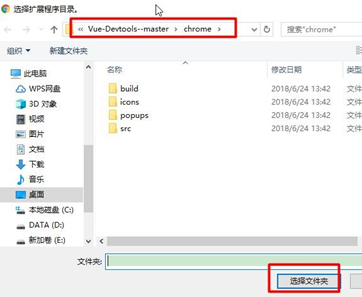 选择扩展程序目录。
« Vue-Devtools--master › chrome ›
搜索"chrome"
组织 新建文件夹
此电脑
WPS网盘
3D 对象
视频
图片
文档
下载
音乐
桌面
本地磁盘 (C:)
DATA (D:)
新加卷 (E:)
名称 修改日期 类型
build 2018/6/24 13:42 文件
icons 2018/6/24 13:42 文件
popups 2018/6/24 13:42 文件
src 2018/6/24 13:42 文件
文件夹:
选择文件夹